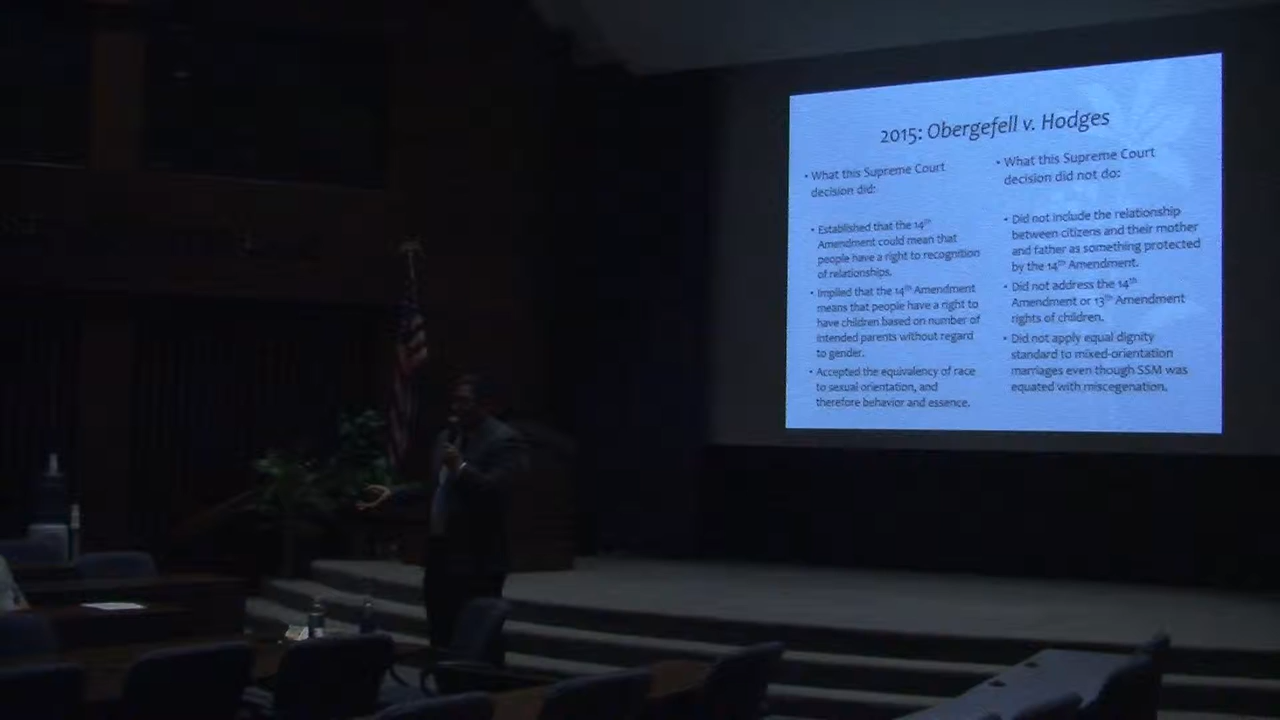 2015: Obergefell v. Hodges
• What this Supreme Court
decision did:
• Established that the 14th
Amendment could mean that
people have a right to recognition
of relationships.
• Implied that the 14th Amendment
means that people have a right to
have children based on number of
intended parents without regard
to gender.
• Accepted the equivalency of race
to sexual orientation, and
therefore behavior and essence.
• What this Supreme Court
decision did not do:
• Did not include the relationship
between citizens and their mother
and father as something protected
by the 14th Amendment.
• Did not address the 14th
Amendment or 13th Amendment
rights of children.
• Did not apply equal dignity
standard to mixed-orientation
marriages even though SSM was
equated with miscegenation.